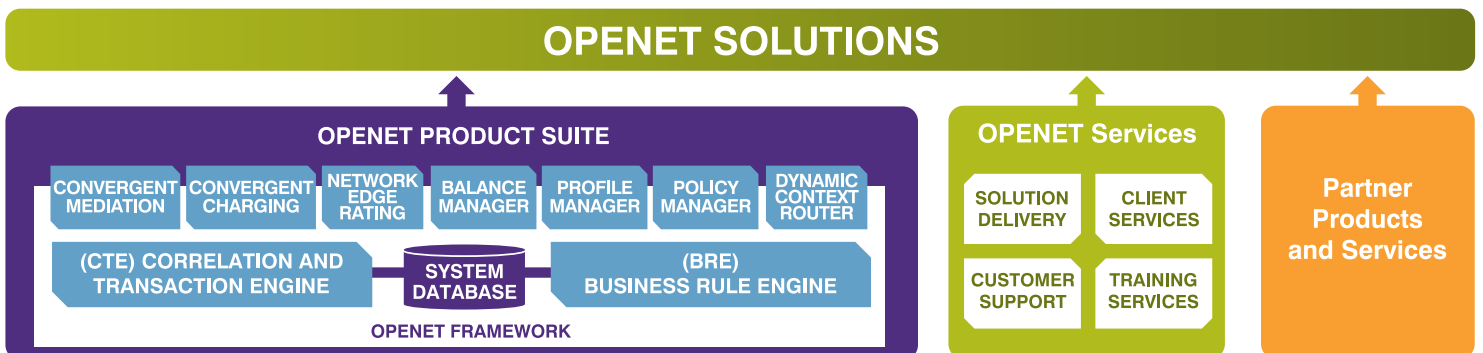 OPENET SOLUTIONS
OPENET PRODUCT SUITE
CONVERGENT
MEDIATION
CONVERGENT
CHARGING
NETWORK
EDGE
RATING
BALANCE
MANAGER
PROFILE
MANAGER
POLICY
MANAGER
DYNAMIC
CONTEXT
ROUTER
(CTE) CORRELATION AND
TRANSACTION ENGINE
SYSTEM
DATABASE
(BRE)
BUSINESS RULE ENGINE
OPENET FRAMEWORK
OPENET Services
SOLUTION
DELIVERY
CLIENT
SERVICES
CUSTOMER
SUPPORT
TRAINING
SERVICES
Partner
Products
and Services